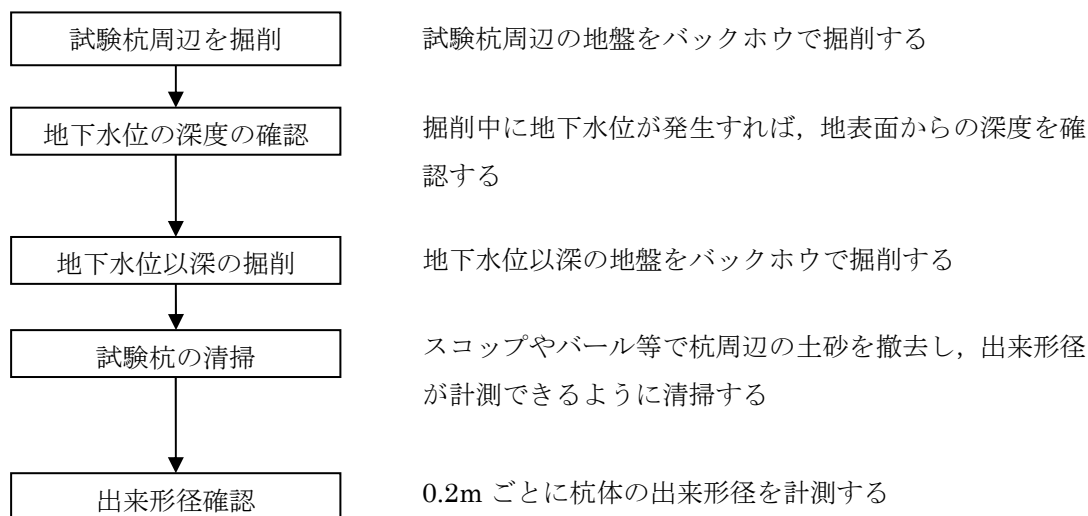 試験杭周辺を掘削
試験杭周辺の地盤をバックホウで掘削する
地下水位の深度の確認
掘削中に地下水位が発生すれば，地表面からの深度を確
認する
地下水位以深の掘削
地下水位以深の地盤をバックホウで掘削する
試験杭の清掃
スコップやバール等で杭周辺の土砂を撤去し，出来形径
が計測できるように清掃する
出来形径確認
0.2m ごとに杭体の出来形径を計測する